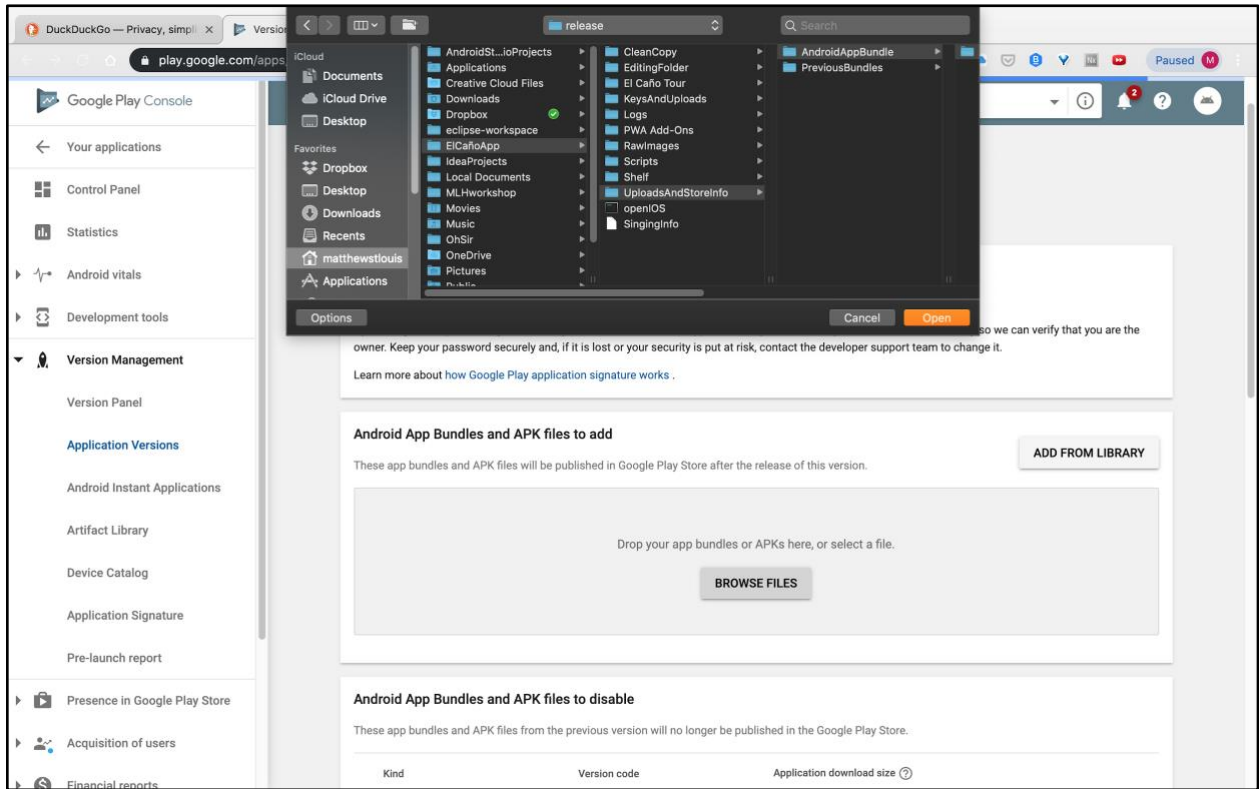 DuckDuckGo — Privacy, simpl
Versio
play.google.com/apps
Paused
M
release
Search
iCloud
Documents
iCloud Drive
Desktop
Favorites
Dropbox
Desktop
Downloads
Recents
matthewstlouis
Applications
AndroidSt...ioProjects
Applications
Creative Cloud Files
Downloads
Dropbox
eclipse-workspace
ElCañoApp
IdeaProjects
Local Documents
MLHworkshop
Movies
Music
OhSir
OneDrive
Pictures
CleanCopy
EditingFolder
El Caño Tour
KeysAndUploads
Logs
PWA Add-Ons
RawImages
Scripts
Shelf
UploadsAndStoreInfo
openIOS
SingingInfo
AndroidAppBundle
PreviousBundles
Options
Cancel
Open
Google Play Console
2
Your applications
Control Panel
Statistics
Android vitals
Development tools
Version Management
Version Panel
Application Versions
Android Instant Applications
Artifact Library
Device Catalog
Application Signature
Pre-launch report
Presence in Google Play Store
Acquisition of users
Financial reports
so we can verify that you are the
owner. Keep your password securely and, if it is lost or your security is put at risk, contact the developer support team to change it.
Learn more about how Google Play application signature works .
Android App Bundles and APK files to add
ADD FROM LIBRARY
These app bundles and APK files will be published in Google Play Store after the release of this version.
Drop your app bundles or APKs here, or select a file.
BROWSE FILES
Android App Bundles and APK files to disable
These app bundles and APK files from the previous version will no longer be published in the Google Play Store.
Kind Version code Application download size